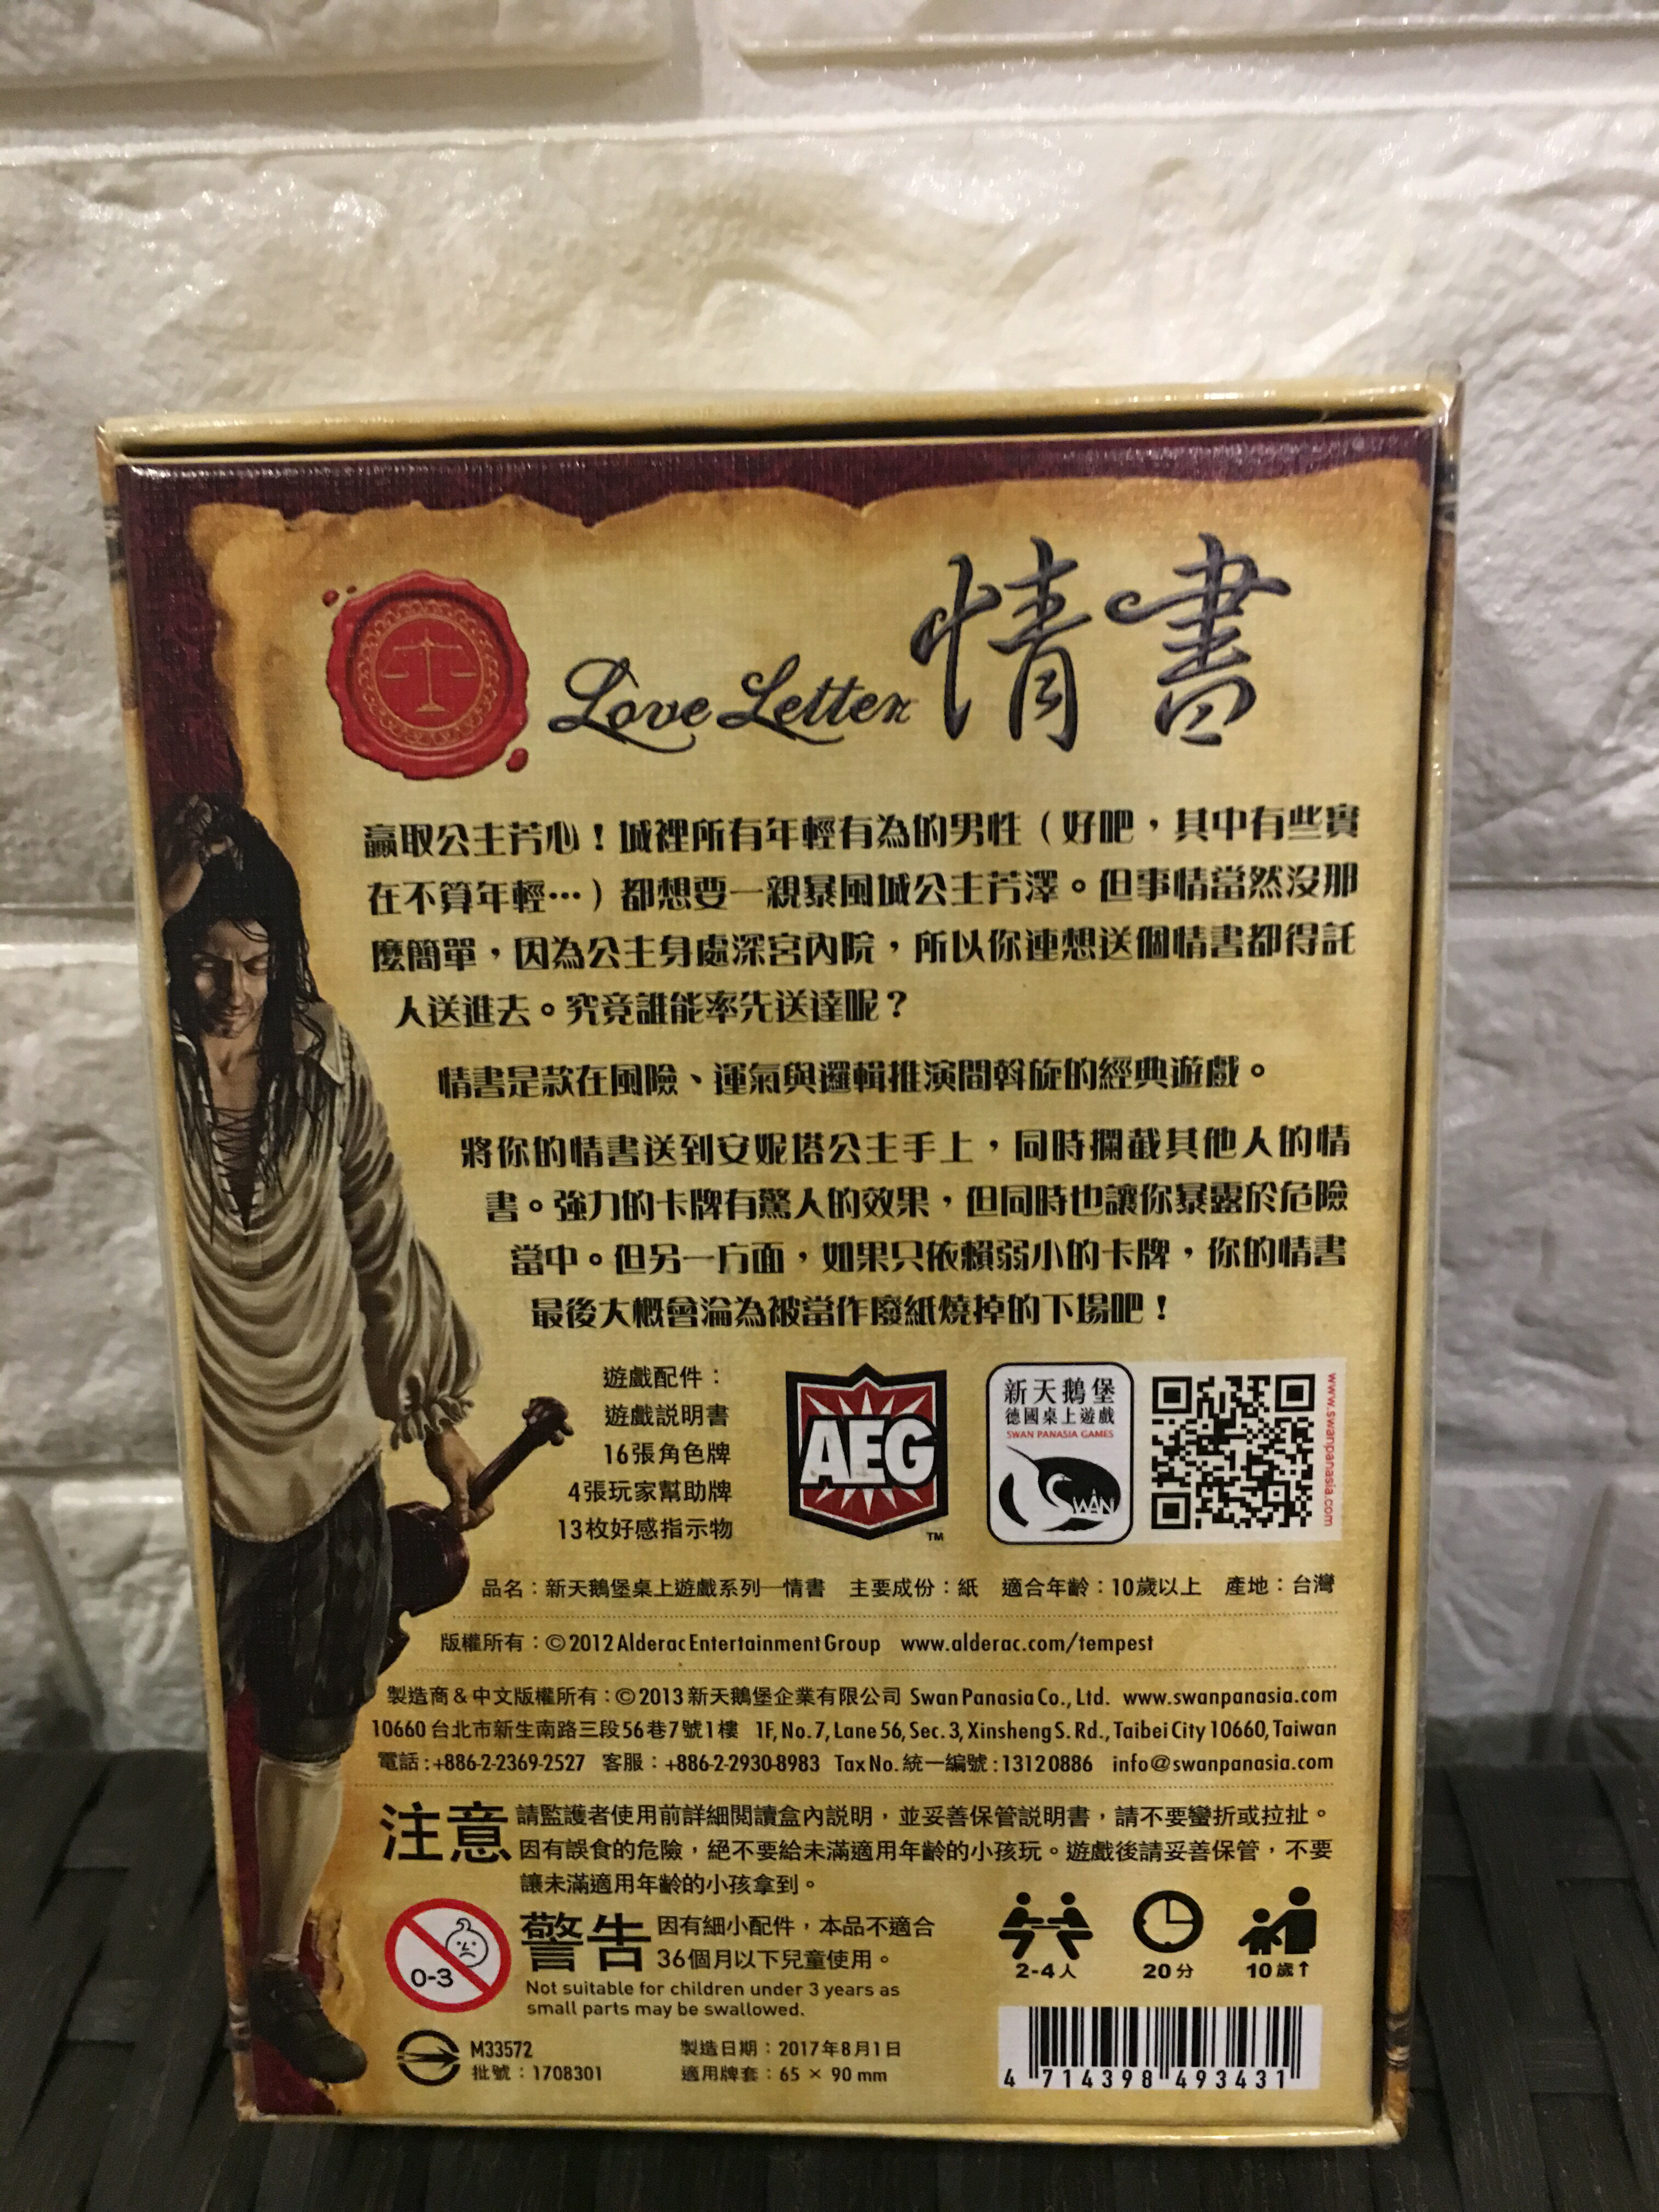 Love Letter 情書
贏取公主芳心！城裡所有年輕有為的男性（好吧，其中有些實
在不算年輕…）都想要一親暴風城公主芳澤。但事情當然沒那
麼簡單，因為公主身處深宮內院，所以你連想送個情書都得託
人送進去。究竟誰能率先送達呢？
情書是款在風險、運氣與邏輯推演間斡旋的經典遊戲。
將你的情書送到安妮塔公主手上，同時攔截其他人的情
書。強力的卡牌有驚人的效果，但同時也讓你暴露於危險
當中。但另一方面，如果只依賴弱小的卡牌，你的情書
最後大概會淪為被當作廢紙燒掉的下場吧！
遊戲配件：
遊戲說明書
16張角色牌
4張玩家幫助牌
13枚好感指示物
AEG
TM
新天鵝堡
德國桌上遊戲
SWAN PANASIA GAMES
SWAN
www.swanpanasia.com
品名：新天鵝堡桌上遊戲系列—情書 主要成份：紙 適合年齡：10歲以上 產地：台灣
版權所有：©2012 Alderac Entertainment Group www.alderac.com/tempest
製造商&中文版權所有：©2013 新天鵝堡企業有限公司 Swan Panasia Co., Ltd. www.swanpanasia.com
10660 台北市新生南路三段56巷7號1樓 1F, No. 7, Lane 56, Sec. 3, Xinsheng S. Rd., Taibei City 10660, Taiwan
電話：+886-2-2369-2527 客服：+886-2-2930-8983 Tax No. 統一編號：13120886 info@swanpanasia.com
注意 請監護者使用前詳細閱讀盒內說明，並妥善保管說明書，請不要彎折或拉扯。
因有誤食的危險，絕不要給未滿適用年齡的小孩玩。遊戲後請妥善保管，不要
讓未滿適用年齡的小孩拿到。
0-3
警告 因有細小配件，本品不適合
36個月以下兒童使用。
Not suitable for children under 3 years as
small parts may be swallowed.
2-4人 20分 10歲↑
M33572
批號：1708301
製造日期：2017年8月1日
適用牌套：65 × 90 mm
4 714398 493431